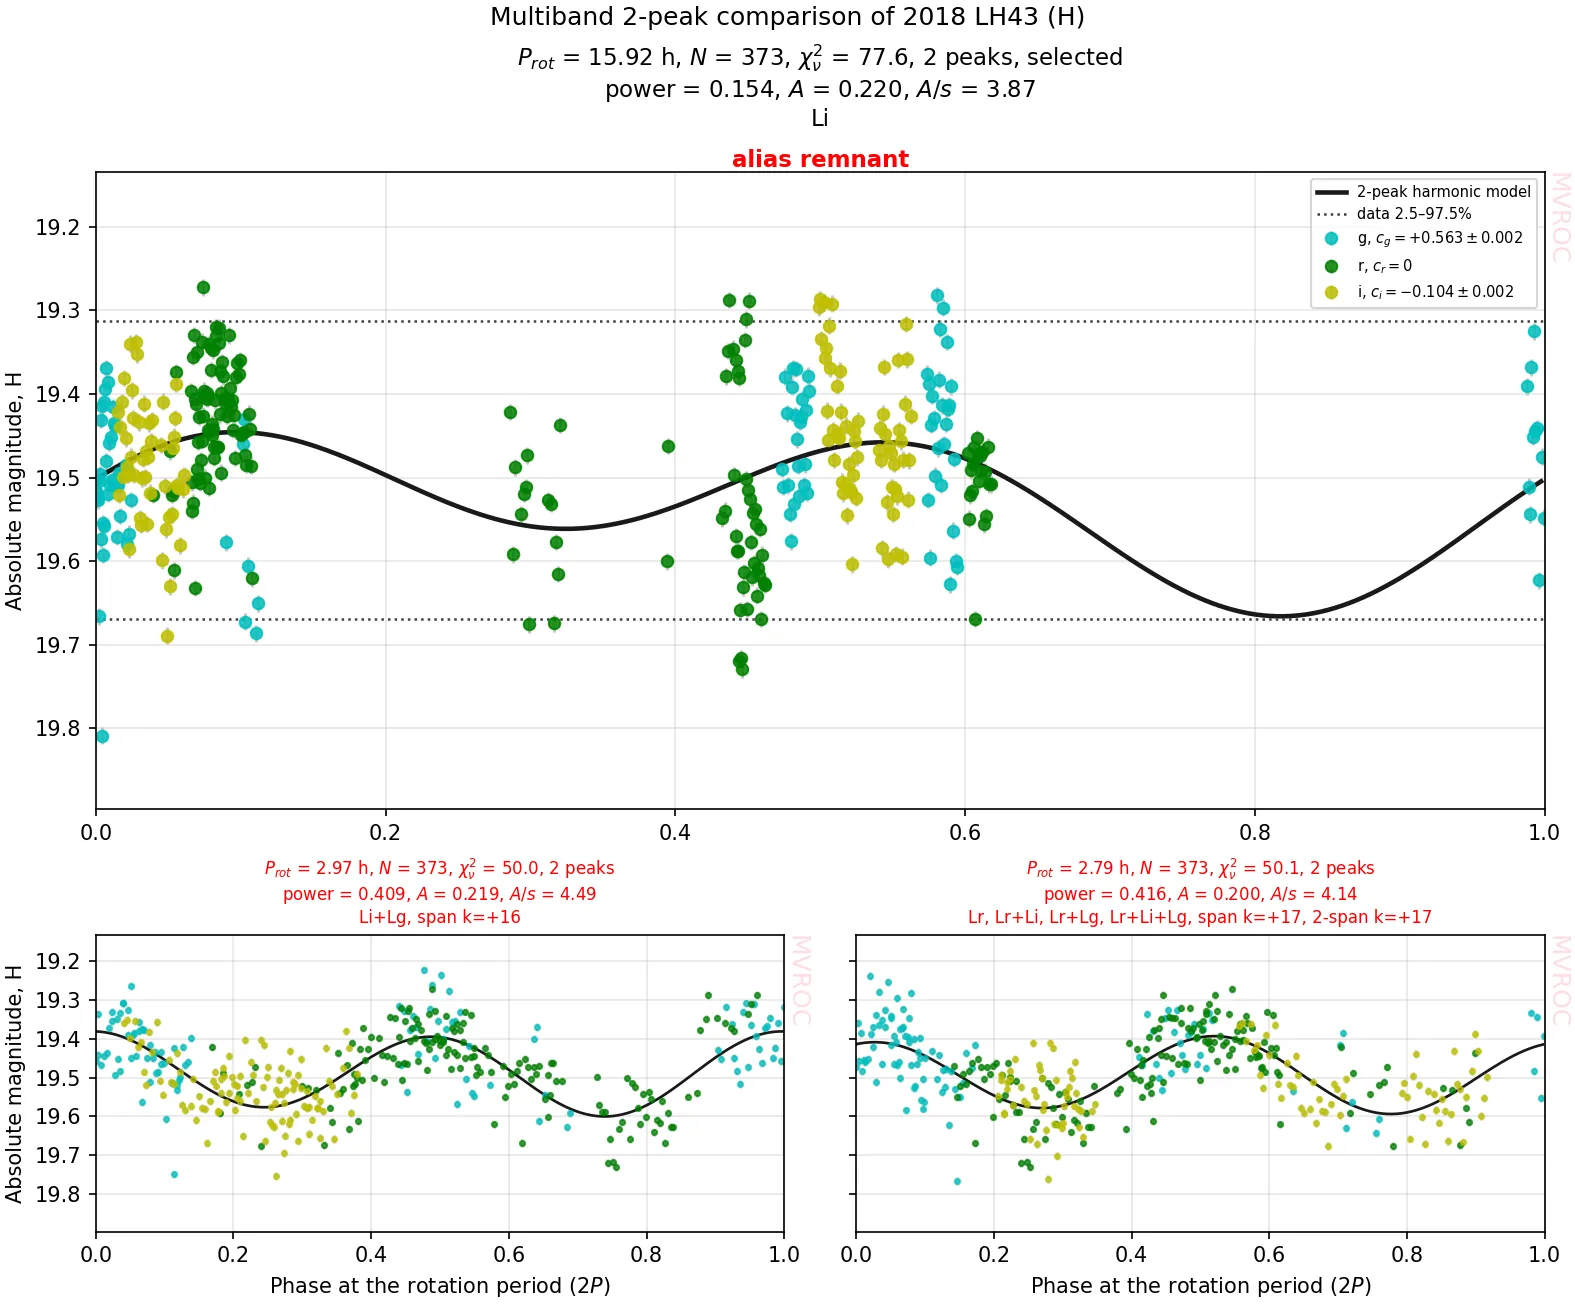 Multiband 2-peak comparison of 2018 LH43 (H)
P_rot = 15.92 h, N = 373, χ²_ν = 77.6, 2 peaks, selected
power = 0.154, A = 0.220, A/s = 3.87
Li
alias remnant
2-peak harmonic model
data 2.5–97.5%
g, c_g = +0.563 ± 0.002
r, c_r = 0
i, c_i = −0.104 ± 0.002
MVROC
Absolute magnitude, H
19.2
19.3
19.4
19.5
19.6
19.7
19.8
0.0 0.2 0.4 0.6 0.8 1.0
P_rot = 2.97 h, N = 373, χ²_ν = 50.0, 2 peaks
power = 0.409, A = 0.219, A/s = 4.49
Li+Lg, span k=+16
MVROC
Absolute magnitude, H
19.2
19.3
19.4
19.5
19.6
19.7
19.8
0.0 0.2 0.4 0.6 0.8 1.0
Phase at the rotation period (2P)
P_rot = 2.79 h, N = 373, χ²_ν = 50.1, 2 peaks
power = 0.416, A = 0.200, A/s = 4.14
Lr, Lr+Li, Lr+Lg, Lr+Li+Lg, span k=+17, 2-span k=+17
MVROC
0.0 0.2 0.4 0.6 0.8 1.0
Phase at the rotation period (2P)